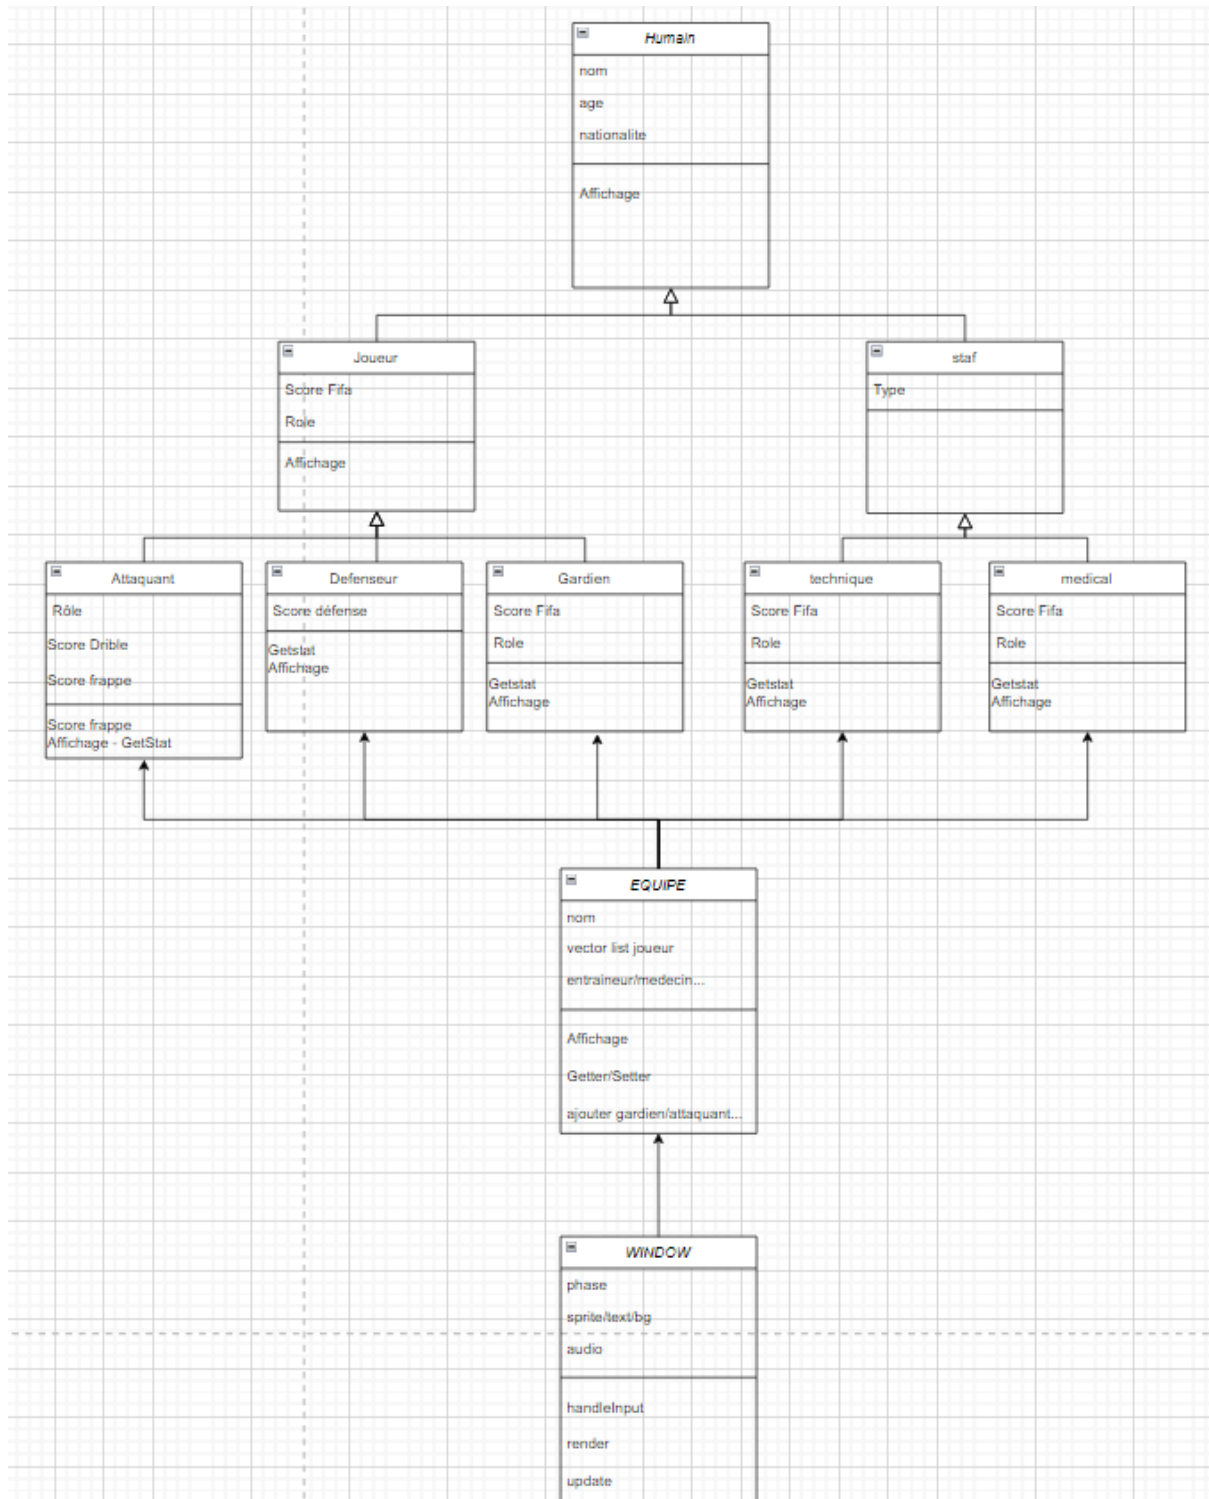 Humain
nom
age
nationalite
Affichage
Joueur
Score Fifa
Role
Affichage
staf
Type
Attaquant
Rôle
Score Drible
Score frappe
Score frappe
Affichage - GetStat
Defenseur
Score défense
Getstat
Affichage
Gardien
Score Fifa
Role
Getstat
Affichage
technique
Score Fifa
Role
Getstat
Affichage
medical
Score Fifa
Role
Getstat
Affichage
EQUIPE
nom
vector list joueur
entraineur/medecin...
Affichage
Getter/Setter
ajouter gardien/attaquant...
WINDOW
phase
sprite/text/bg
audio
handleInput
render
update